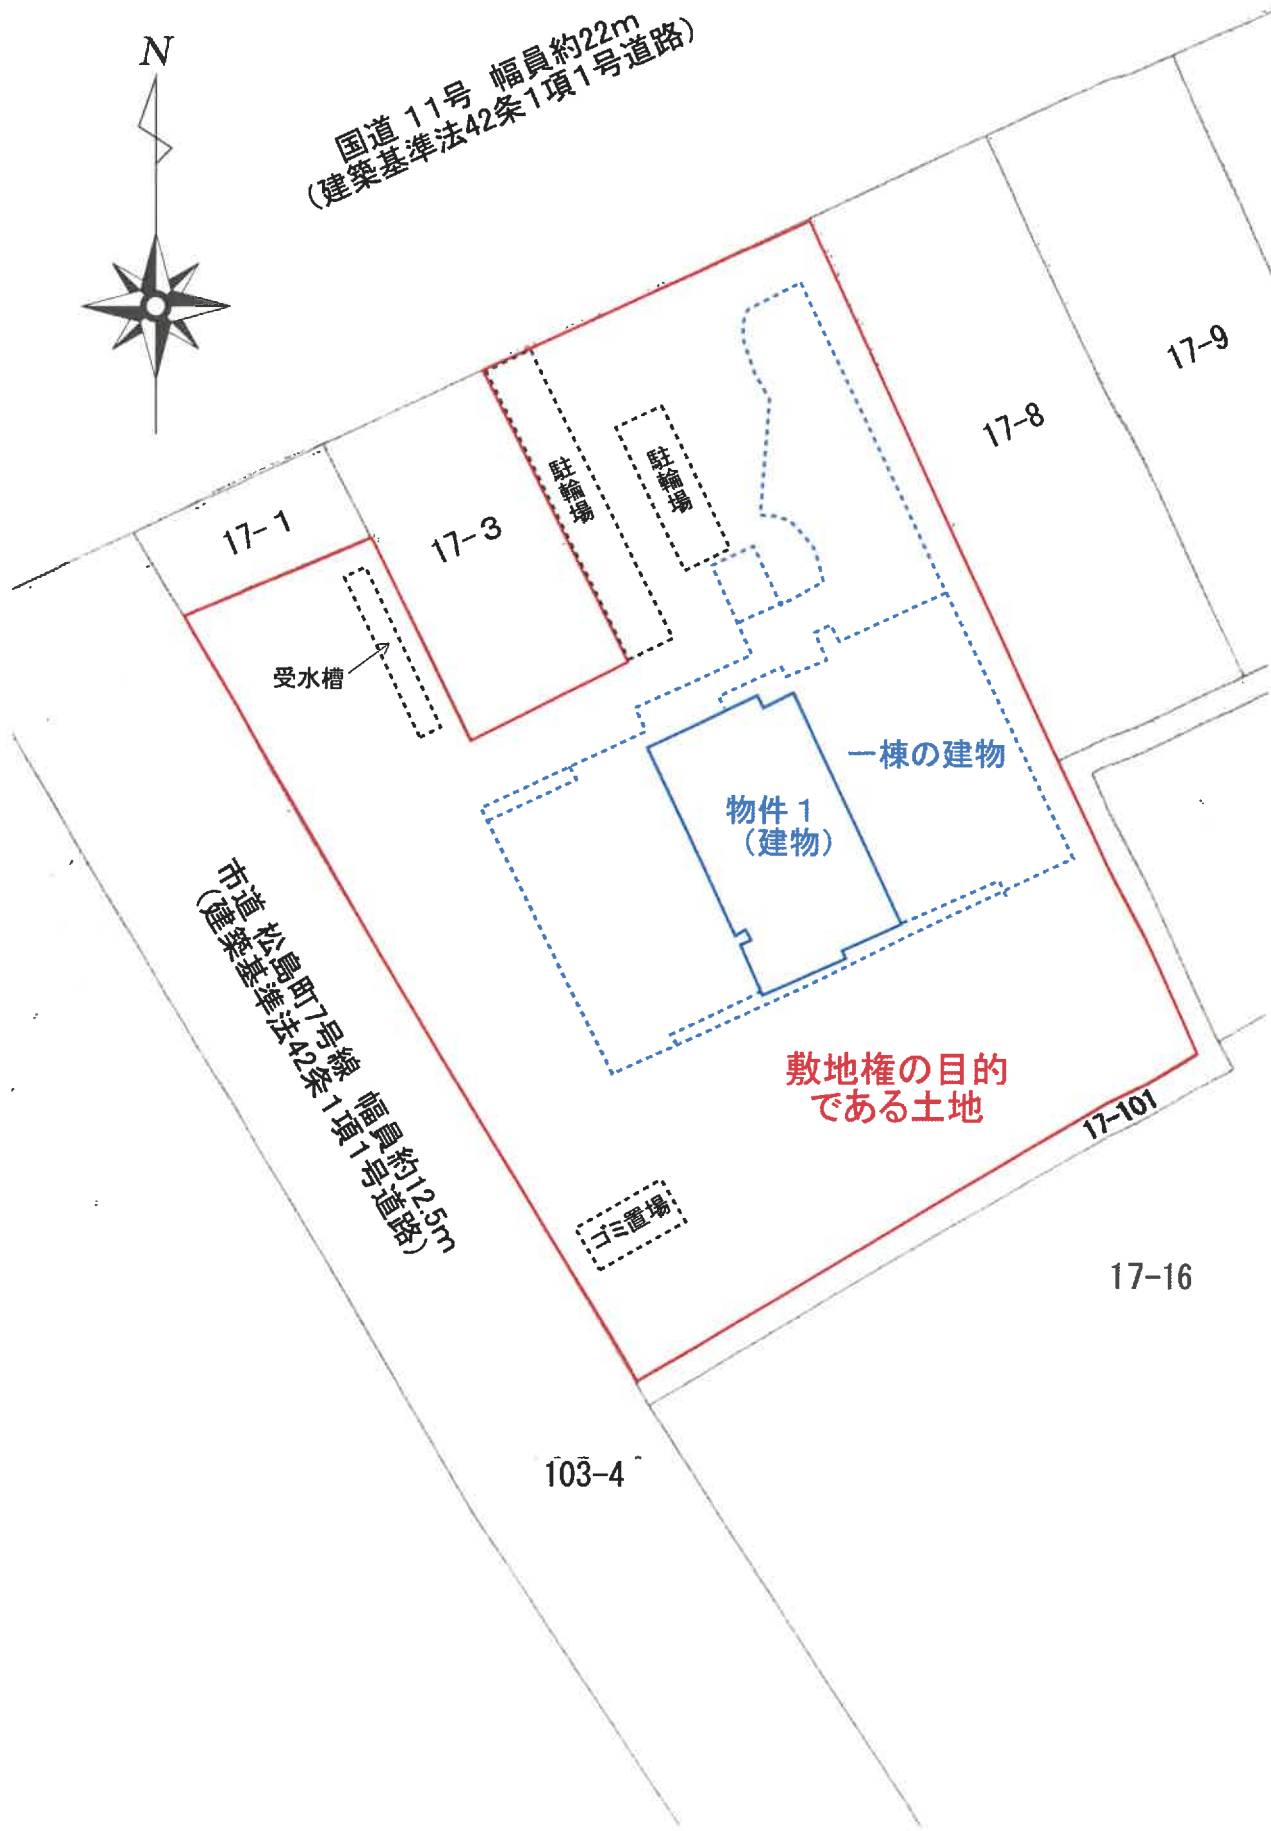 N
国道 11号 幅員約22m
（建築基準法42条1項1号道路）
17-9
17-8
17-1
17-3
駐輪場
駐輪場
受水槽
一棟の建物
物件 1
（建物）
市道 松島町7号線 幅員約12.5m
（建築基準法42条1項1号道路）
敷地権の目的
である土地
17-101
ゴミ置場
17-16
103-4